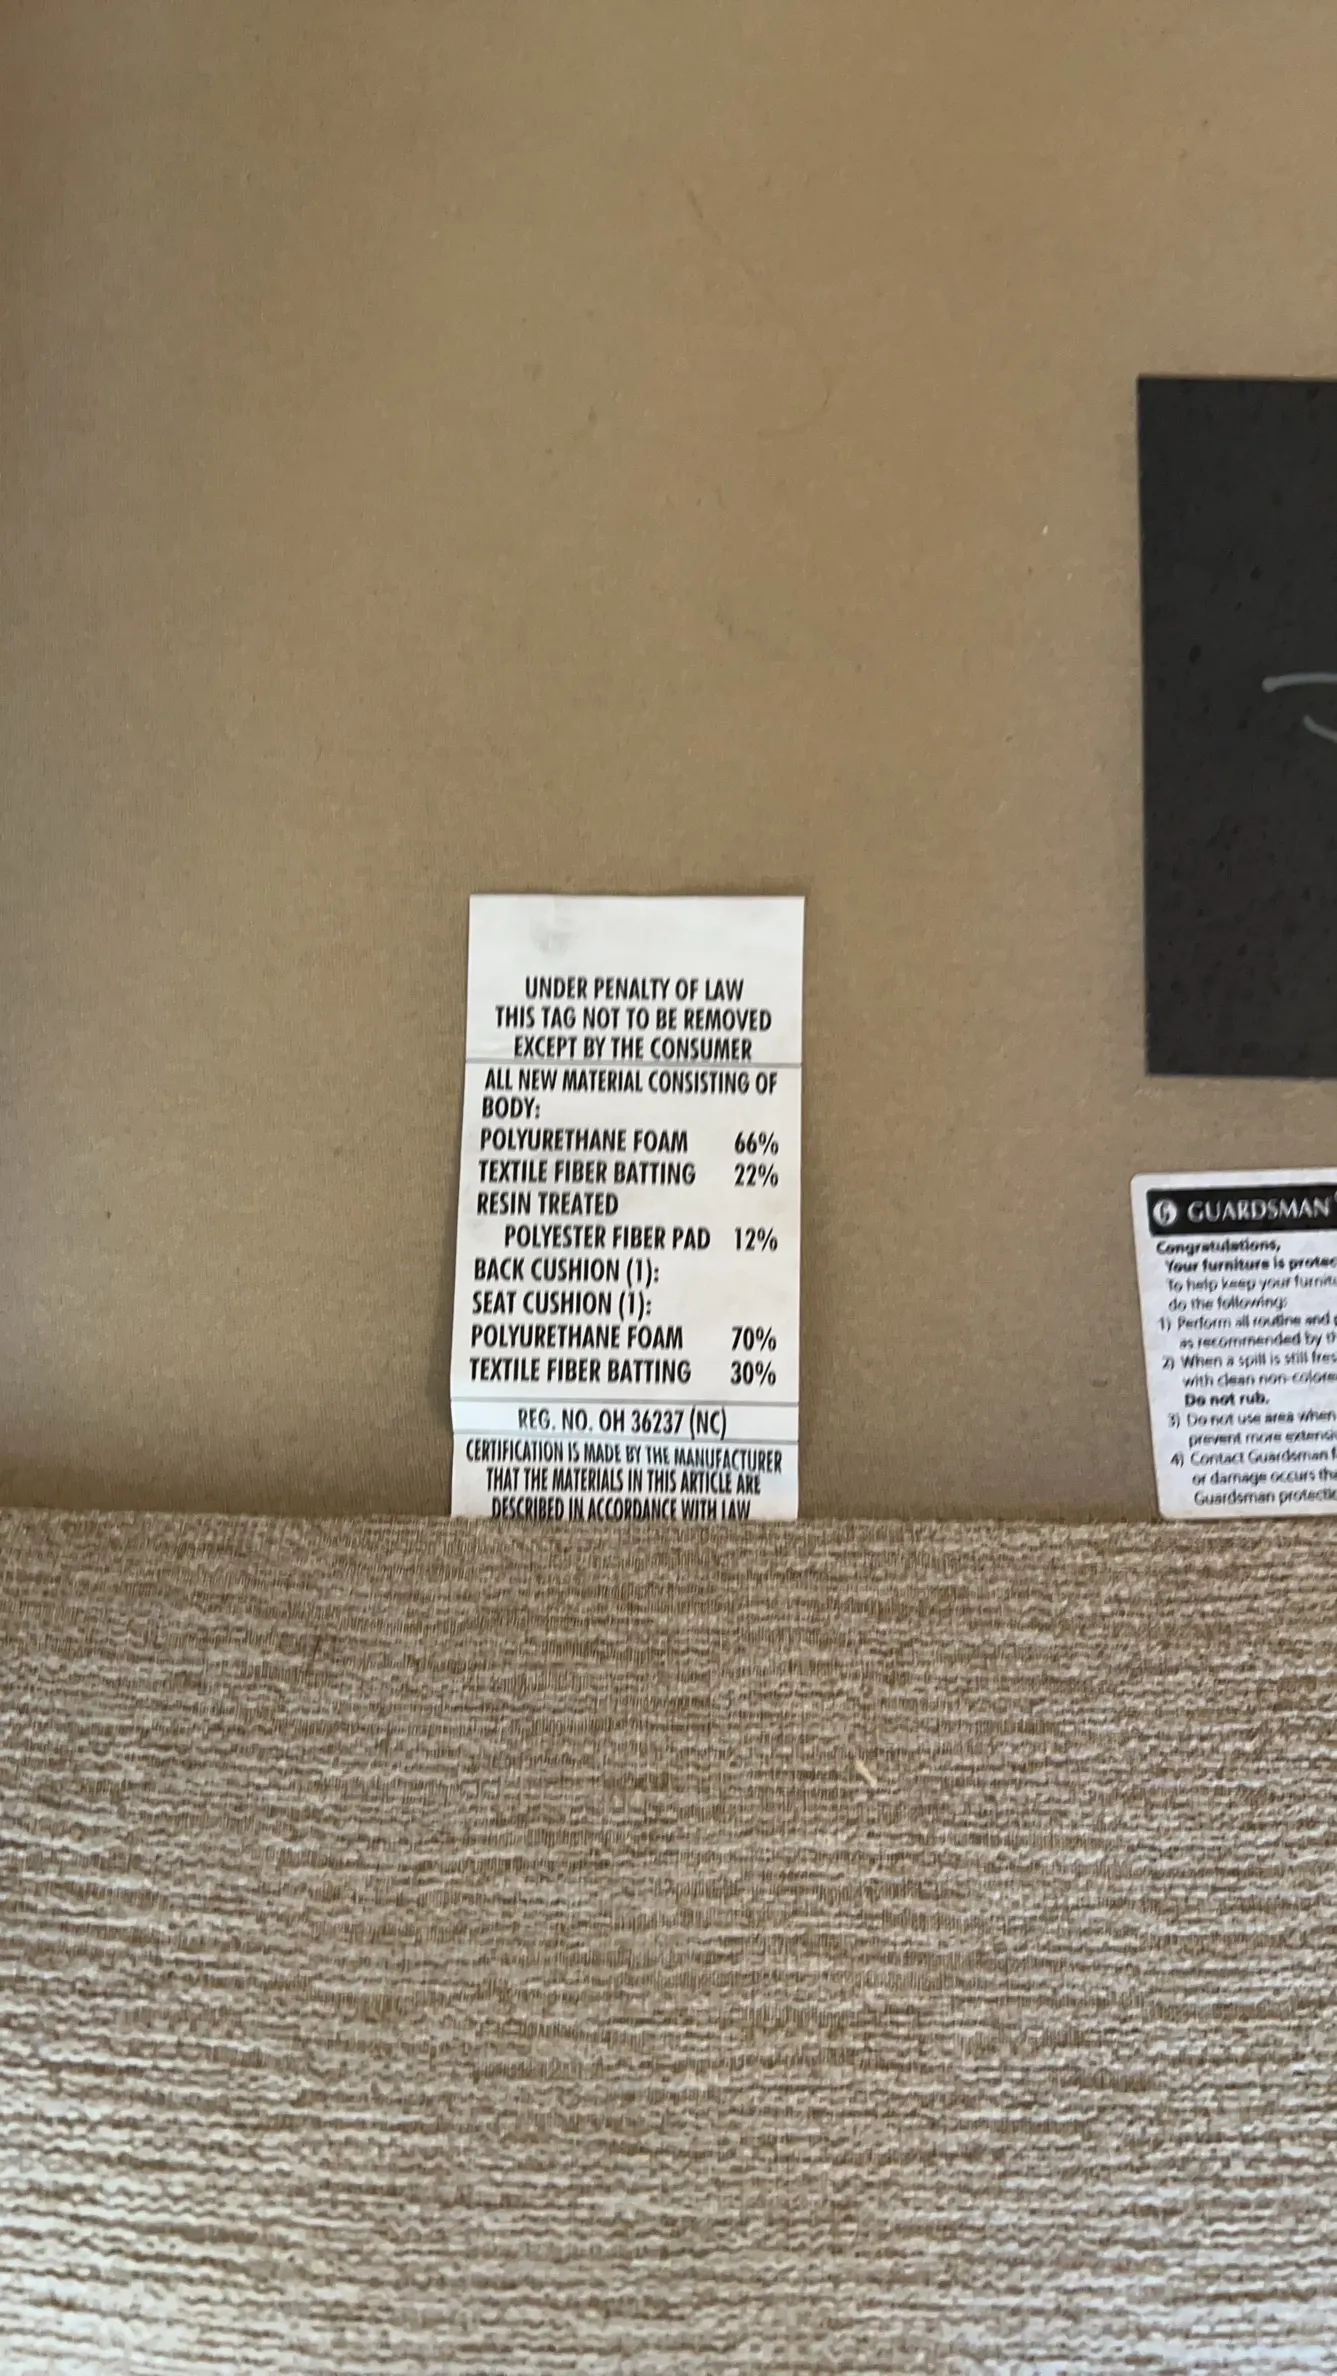 UNDER PENALTY OF LAW
THIS TAG NOT TO BE REMOVED
EXCEPT BY THE CONSUMER
ALL NEW MATERIAL CONSISTING OF
BODY:
POLYURETHANE FOAM 66%
TEXTILE FIBER BATTING 22%
RESIN TREATED
POLYESTER FIBER PAD 12%
BACK CUSHION (1):
SEAT CUSHION (1):
POLYURETHANE FOAM 70%
TEXTILE FIBER BATTING 30%
REG. NO. OH 36237 (NC)
CERTIFICATION IS MADE BY THE MANUFACTURER
THAT THE MATERIALS IN THIS ARTICLE ARE
DESCRIBED IN ACCORDANCE WITH LAW
GUARDSMAN
Congratulations,
Your furniture is
To help keep your
do the following:
1) Perform all routine and
as recommended by
2) When a spill is still
with clean
Do not rub.
3) Do not use area when
prevent more
4) Contact Guardsman
or damage occurs
Guardsman